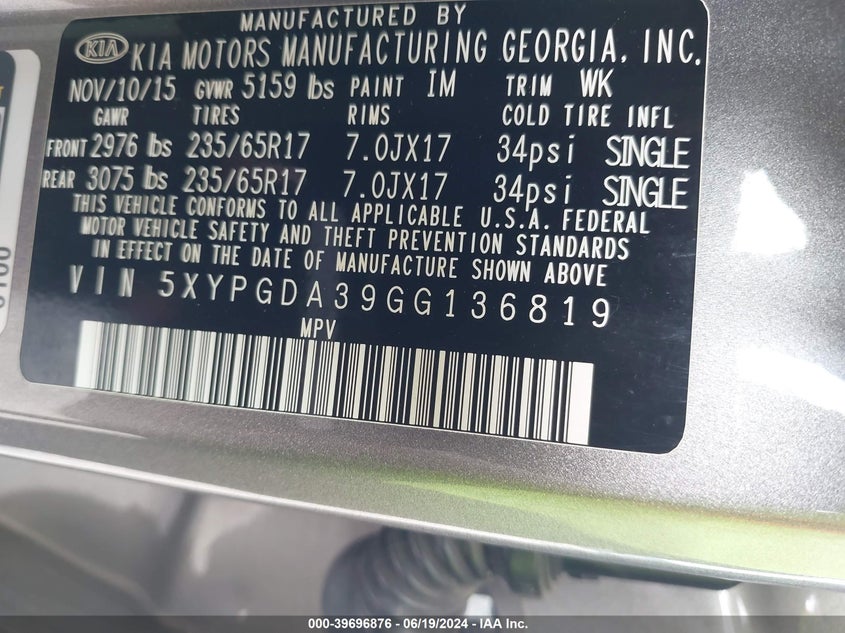 MANUFACTURED BY
KIA KIA MOTORS MANUFACTURING GEORGIA, INC.
NOV/10/15 GVWR 5159 lbs PAINT IM TRIM WK
GAWR TIRES RIMS COLD TIRE INFL
FRONT 2976 lbs 235/65R17 7.0JX17 34psi SINGLE
REAR 3075 lbs 235/65R17 7.0JX17 34psi SINGLE
THIS VEHICLE CONFORMS TO ALL APPLICABLE U.S.A. FEDERAL
MOTOR VEHICLE SAFETY AND THEFT PREVENTION STANDARDS
IN EFFECT ON THE DATE OF MANUFACTURE SHOWN ABOVE
VIN 5XYPGDA39GG136819
MPV
000-39696876 - 06/19/2024 - IAA Inc.